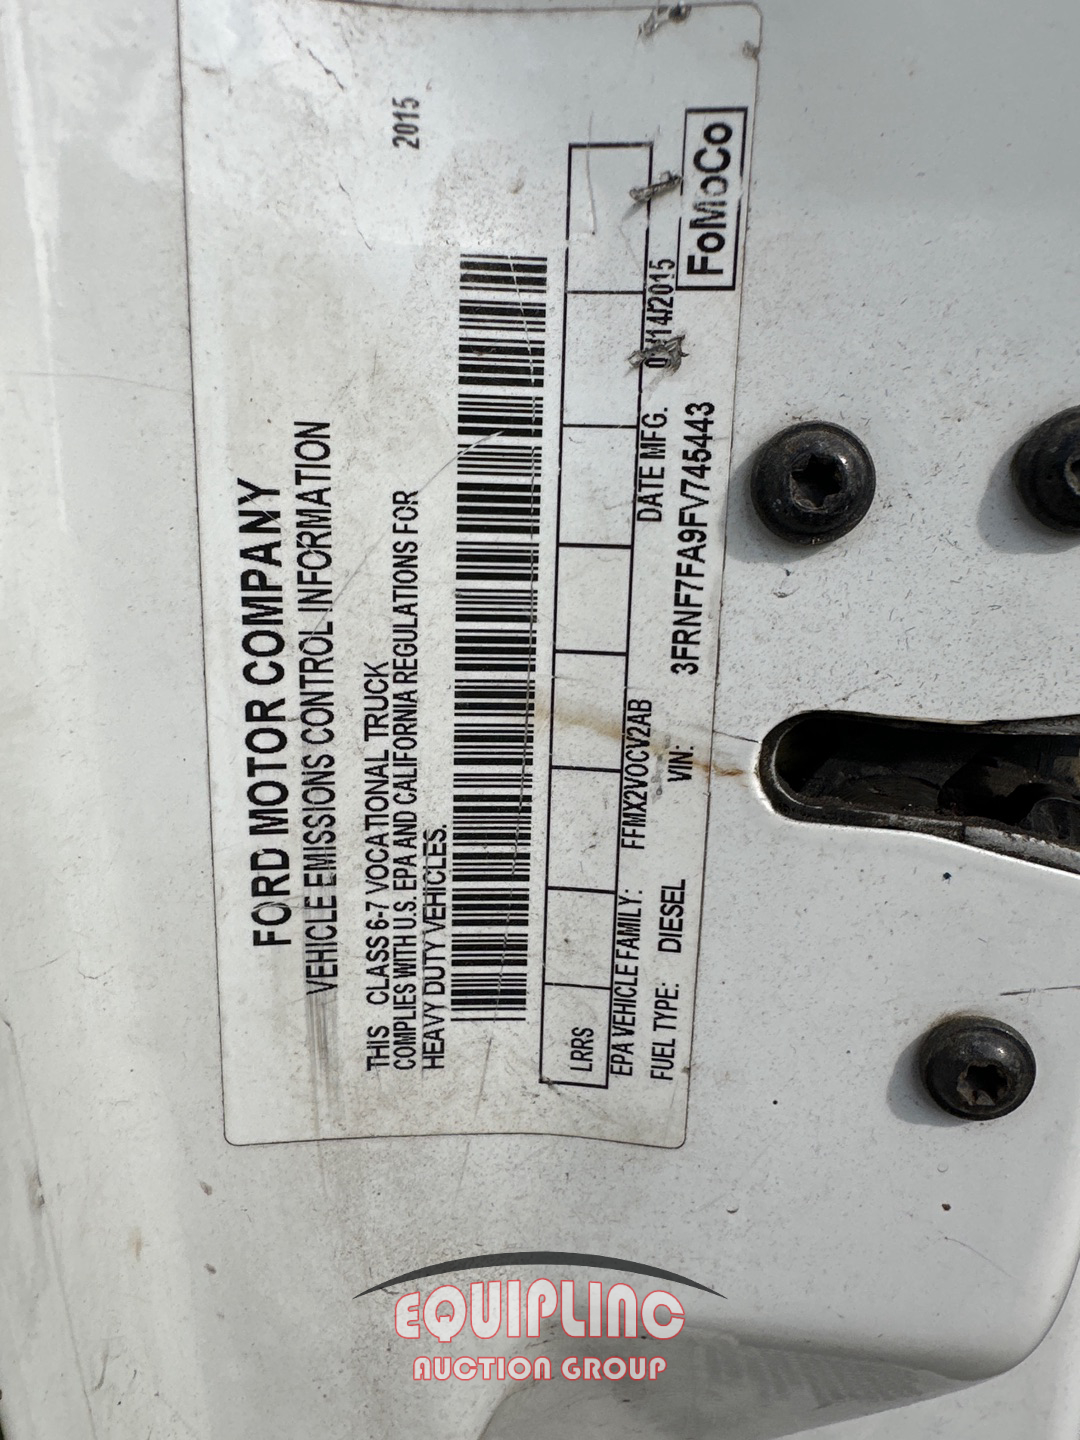 2015
FORD MOTOR COMPANY
VEHICLE EMISSIONS CONTROL INFORMATION
THIS CLASS 6-7 VOCATIONAL TRUCK
COMPLIES WITH U.S. EPA AND CALIFORNIA REGULATIONS FOR
HEAVY DUTY VEHICLES.
LRRS
EPA VEHICLE FAMILY: FFMX2VOCV2AB DATE MFG.
FUEL TYPE: DIESEL VIN: 3FRNF7FA9FV745443
FoMoCo
EQUIPLINC
AUCTION GROUP